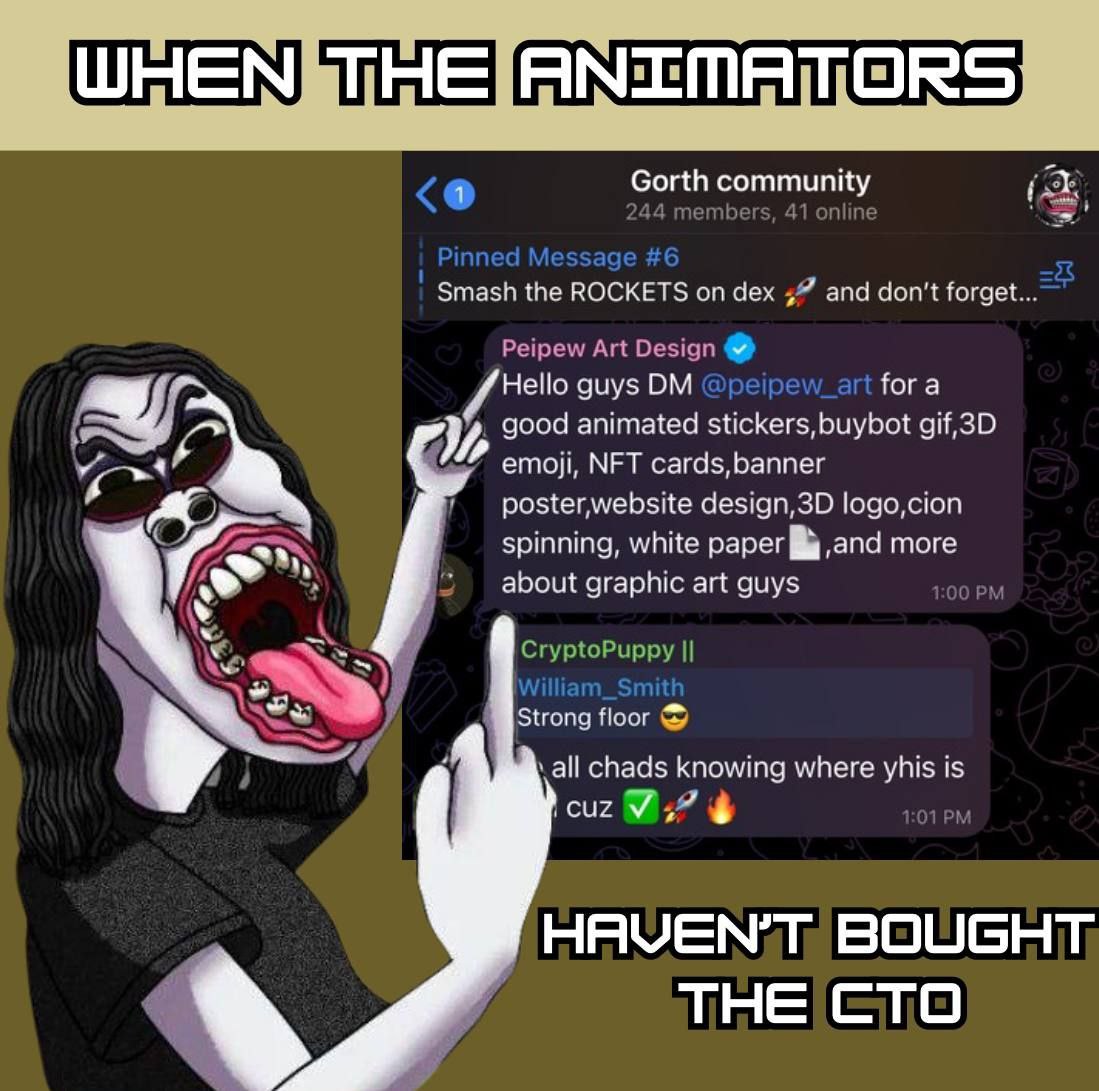 WHEN THE ANIMATORS
1
Gorth community
244 members, 41 online
Pinned Message #6
Smash the ROCKETS on dex 🚀 and don't forget...
Peipew Art Design
Hello guys DM @peipew_art for a
good animated stickers,buybot gif,3D
emoji, NFT cards,banner
poster,website design,3D logo,cion
spinning, white paper📄,and more
about graphic art guys
1:00 PM
CryptoPuppy ||
William_Smith
Strong floor 😎
all chads knowing where yhis is
cuz ✅🚀🔥
1:01 PM
HAVEN'T BOUGHT
THE CTO